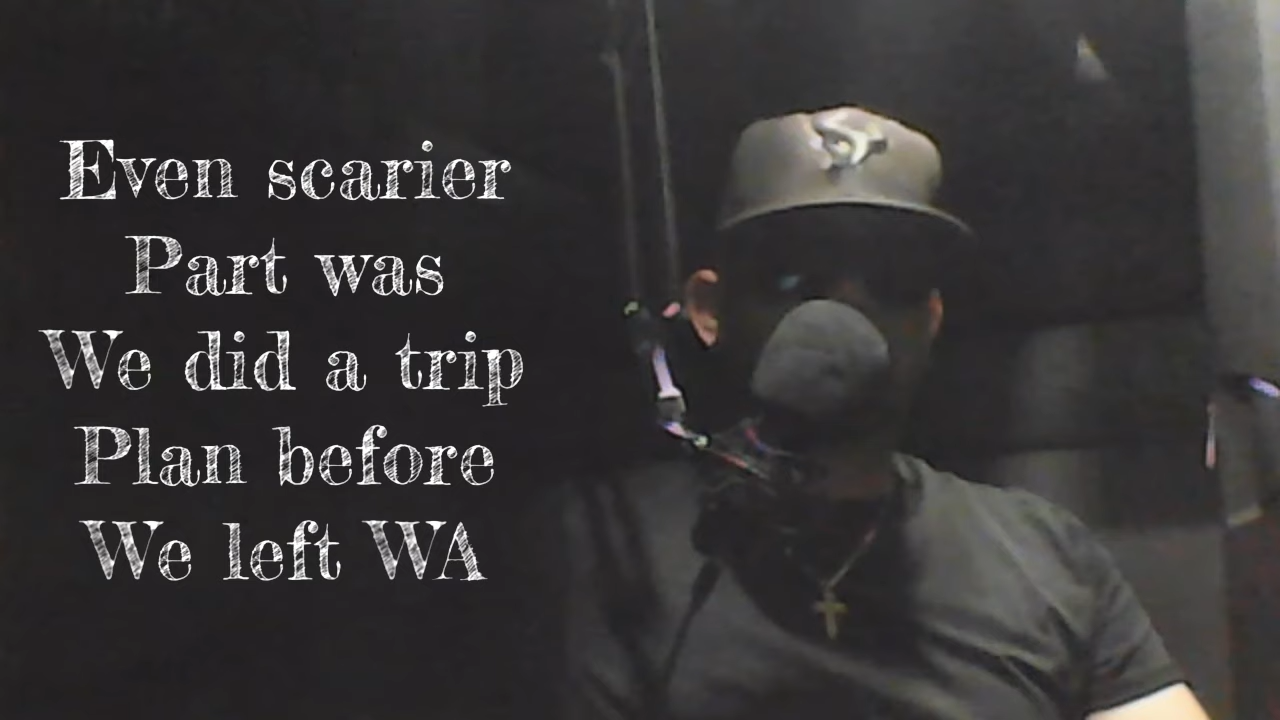 Even scarier
Part was
We did a trip
Plan before
We left WA